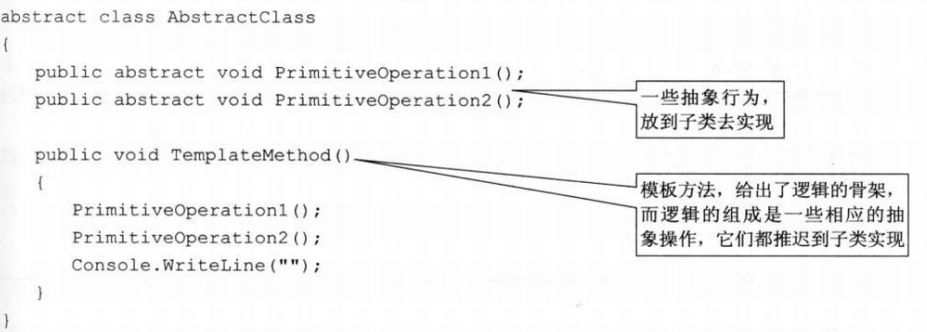 abstract class AbstractClass
{
public abstract void PrimitiveOperation1();
public abstract void PrimitiveOperation2();
一些抽象行为，
放到子类去实现
public void TemplateMethod()
{
模板方法，给出了逻辑的骨架，
而逻辑的组成是一些相应的抽
象操作，它们都推迟到子类实现
PrimitiveOperation1();
PrimitiveOperation2();
Console.WriteLine("");
}
}